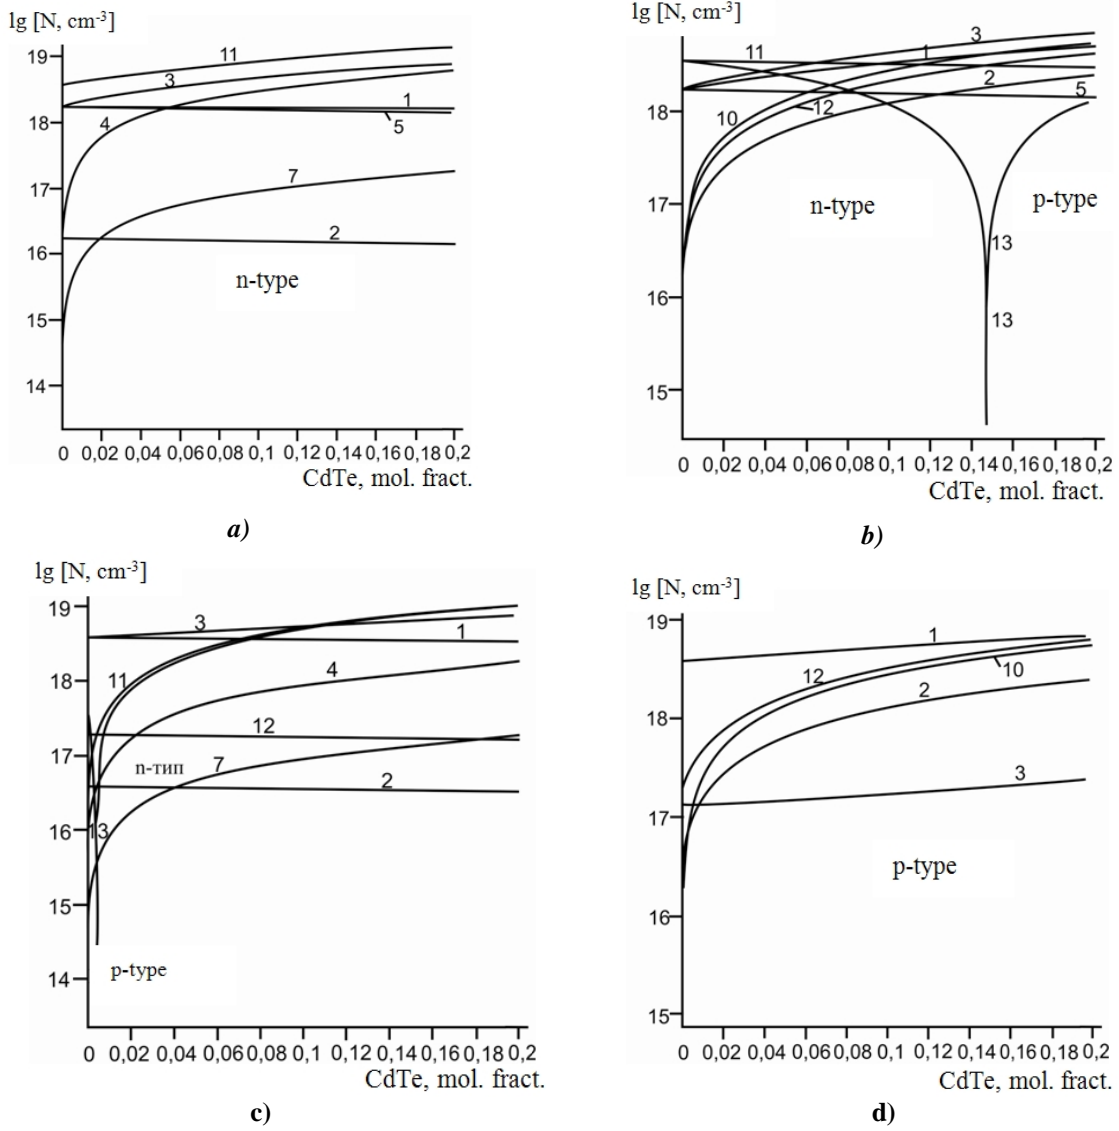 lg [N, cm-3]
19
18
17
16
15
14
11
3
1
4
5
7
2
n-type
0 0,02 0,04 0,06 0,08 0,1 0,12 0,14 0,16 0,18 0,2
CdTe, mol. fract.
a)
lg [N, cm-3]
18
17
16
15
11
3
1
2
5
10
12
n-type
p-type
13
13
0 0,02 0,04 0,06 0,08 0,1 0,12 0,14 0,16 0,18 0,2
CdTe, mol. fract.
b)
lg [N, cm-3]
19
18
17
16
15
14
3
1
11
4
12
n-тип
7
2
13
p-type
0 0,02 0,04 0,06 0,08 0,1 0,12 0,14 0,16 0,18 0,2
CdTe, mol. fract.
c)
lg [N, cm-3]
19
18
17
16
15
1
12
10
2
3
p-type
0 0,02 0,04 0,06 0,08 0,1 0,12 0,14 0,16 0,18 0,2
CdTe, mol. fract.
d)